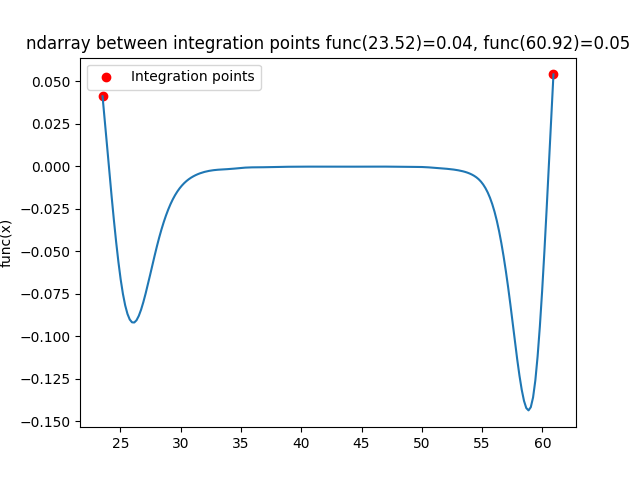 ndarray between integration points func(23.52)=0.04, func(60.92)=0.05
Integration points
func(x)
0.050
0.025
0.000
−0.025
−0.050
−0.075
−0.100
−0.125
−0.150
25 30 35 40 45 50 55 60